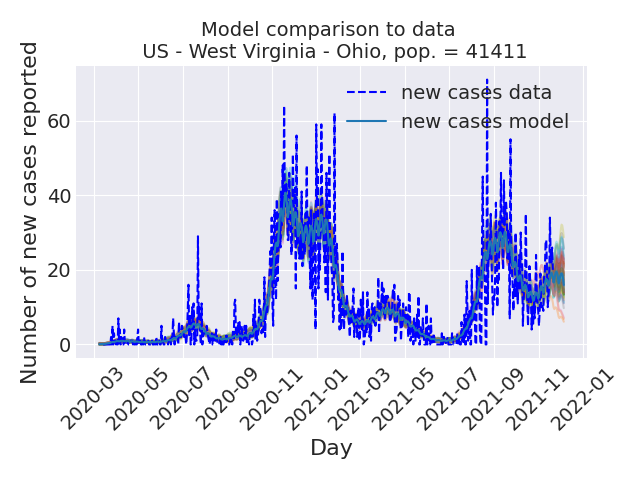 Model comparison to data
US - West Virginia - Ohio, pop. = 41411
Number of new cases reported
60
40
20
0
new cases data
new cases model
2020-03
2020-05
2020-07
2020-09
2020-11
2021-01
2021-03
2021-05
2021-07
2021-09
2021-11
2022-01
Day